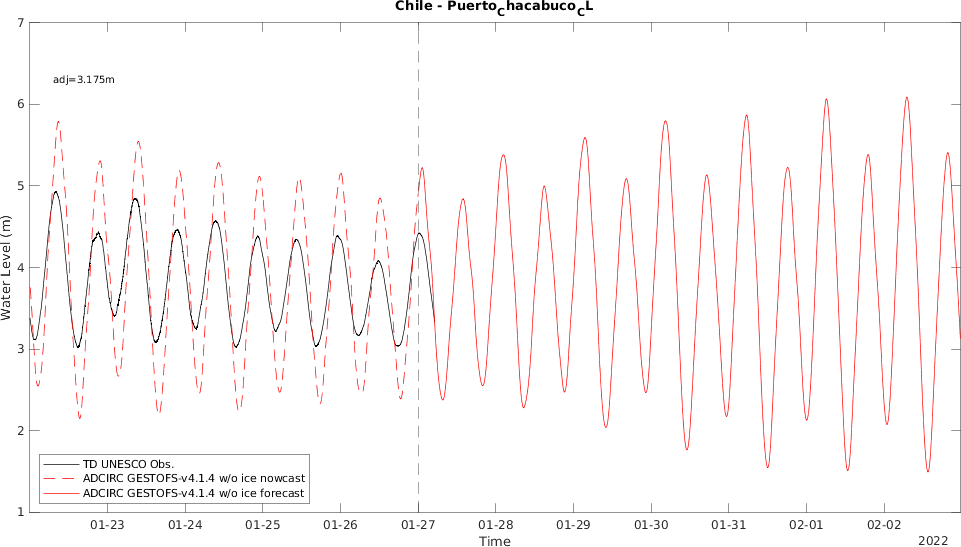 Chile - Puerto_Chacabuco_CL
adj=3.175m
Water Level (m)
7
6
5
4
3
2
1
TD UNESCO Obs.
ADCIRC GESTOFS-v4.1.4 w/o ice nowcast
ADCIRC GESTOFS-v4.1.4 w/o ice forecast
01-23 01-24 01-25 01-26 01-27 01-28 01-29 01-30 01-31 02-01 02-02
Time
2022